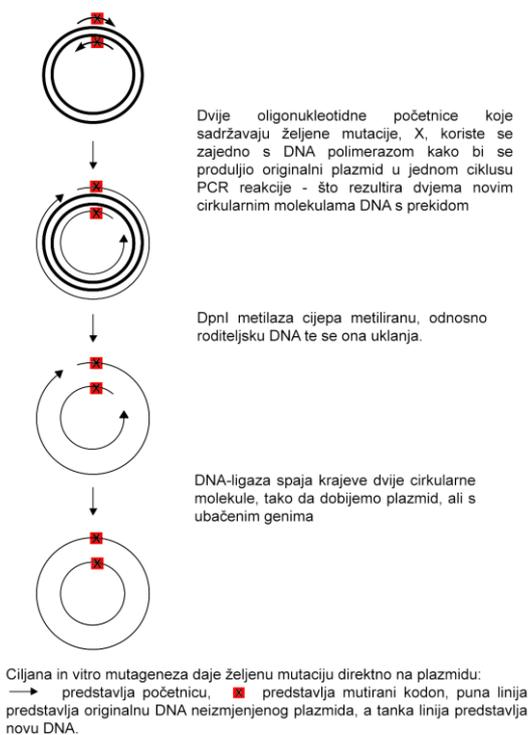 X
X
Dvije oligonukleotidne početnice koje
sadržavaju željene mutacije, X, koriste se
zajedno s DNA polimerazom kako bi se
produljio originalni plazmid u jednom ciklusu
PCR reakcije - što rezultira dvjema novim
cirkularnim molekulama DNA s prekidom
X
X
DpnI metilaza cijepa metiliranu, odnosno
roditeljsku DNA te se ona uklanja.
X
X
DNA-ligaza spaja krajeve dvije cirkularne
molekule, tako da dobijemo plazmid, ali s
ubačenim genima
X
X
Ciljana in vitro mutageneza daje željenu mutaciju direktno na plazmidu:
predstavlja početnicu, X predstavlja mutirani kodon, puna linija
predstavlja originalnu DNA neizmjenjenog plazmida, a tanka linija predstavlja
novu DNA.